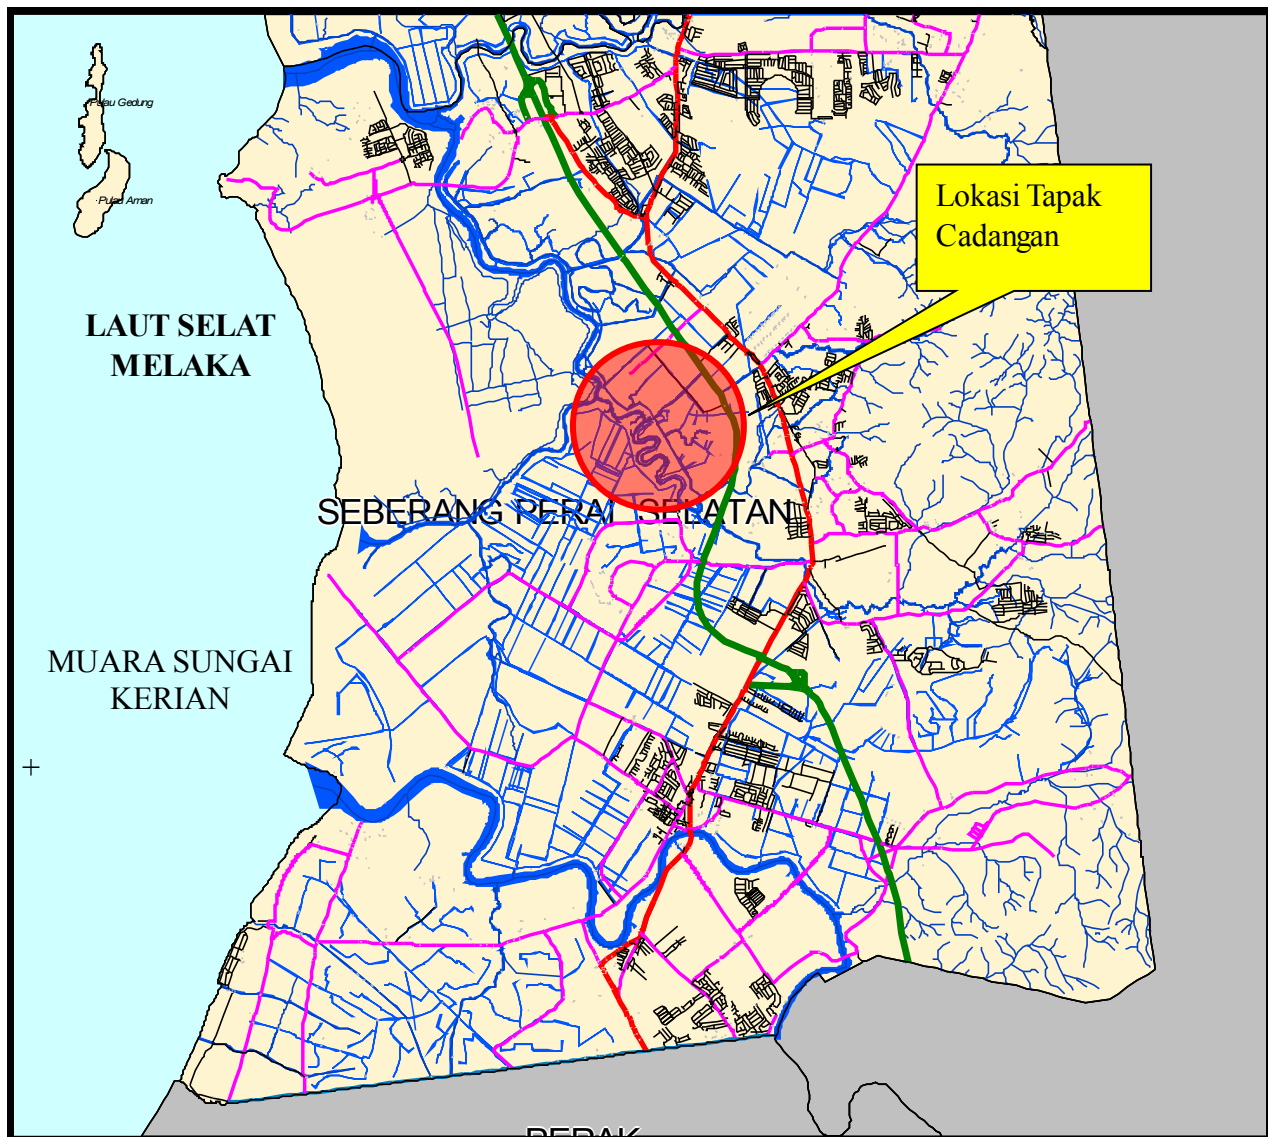 Pulau Gedung
Pulau Aman
Lokasi Tapak
Cadangan
LAUT SELAT
MELAKA
SEBERANG PERAI SELATAN
MUARA SUNGAI
KERIAN
PERAK